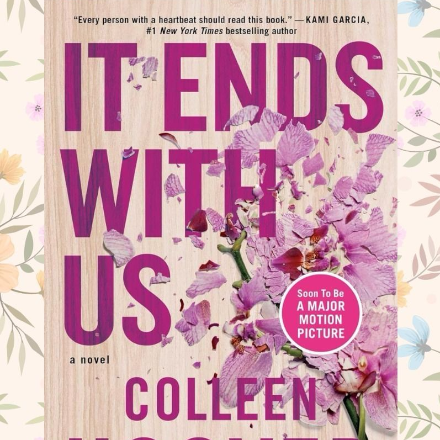 “Every person with a heartbeat should read this book.” —KAMI GARCIA,
#1 New York Times bestselling author
IT ENDS
WITH
US
Soon To Be
A MAJOR
MOTION
PICTURE
a novel
COLLEEN